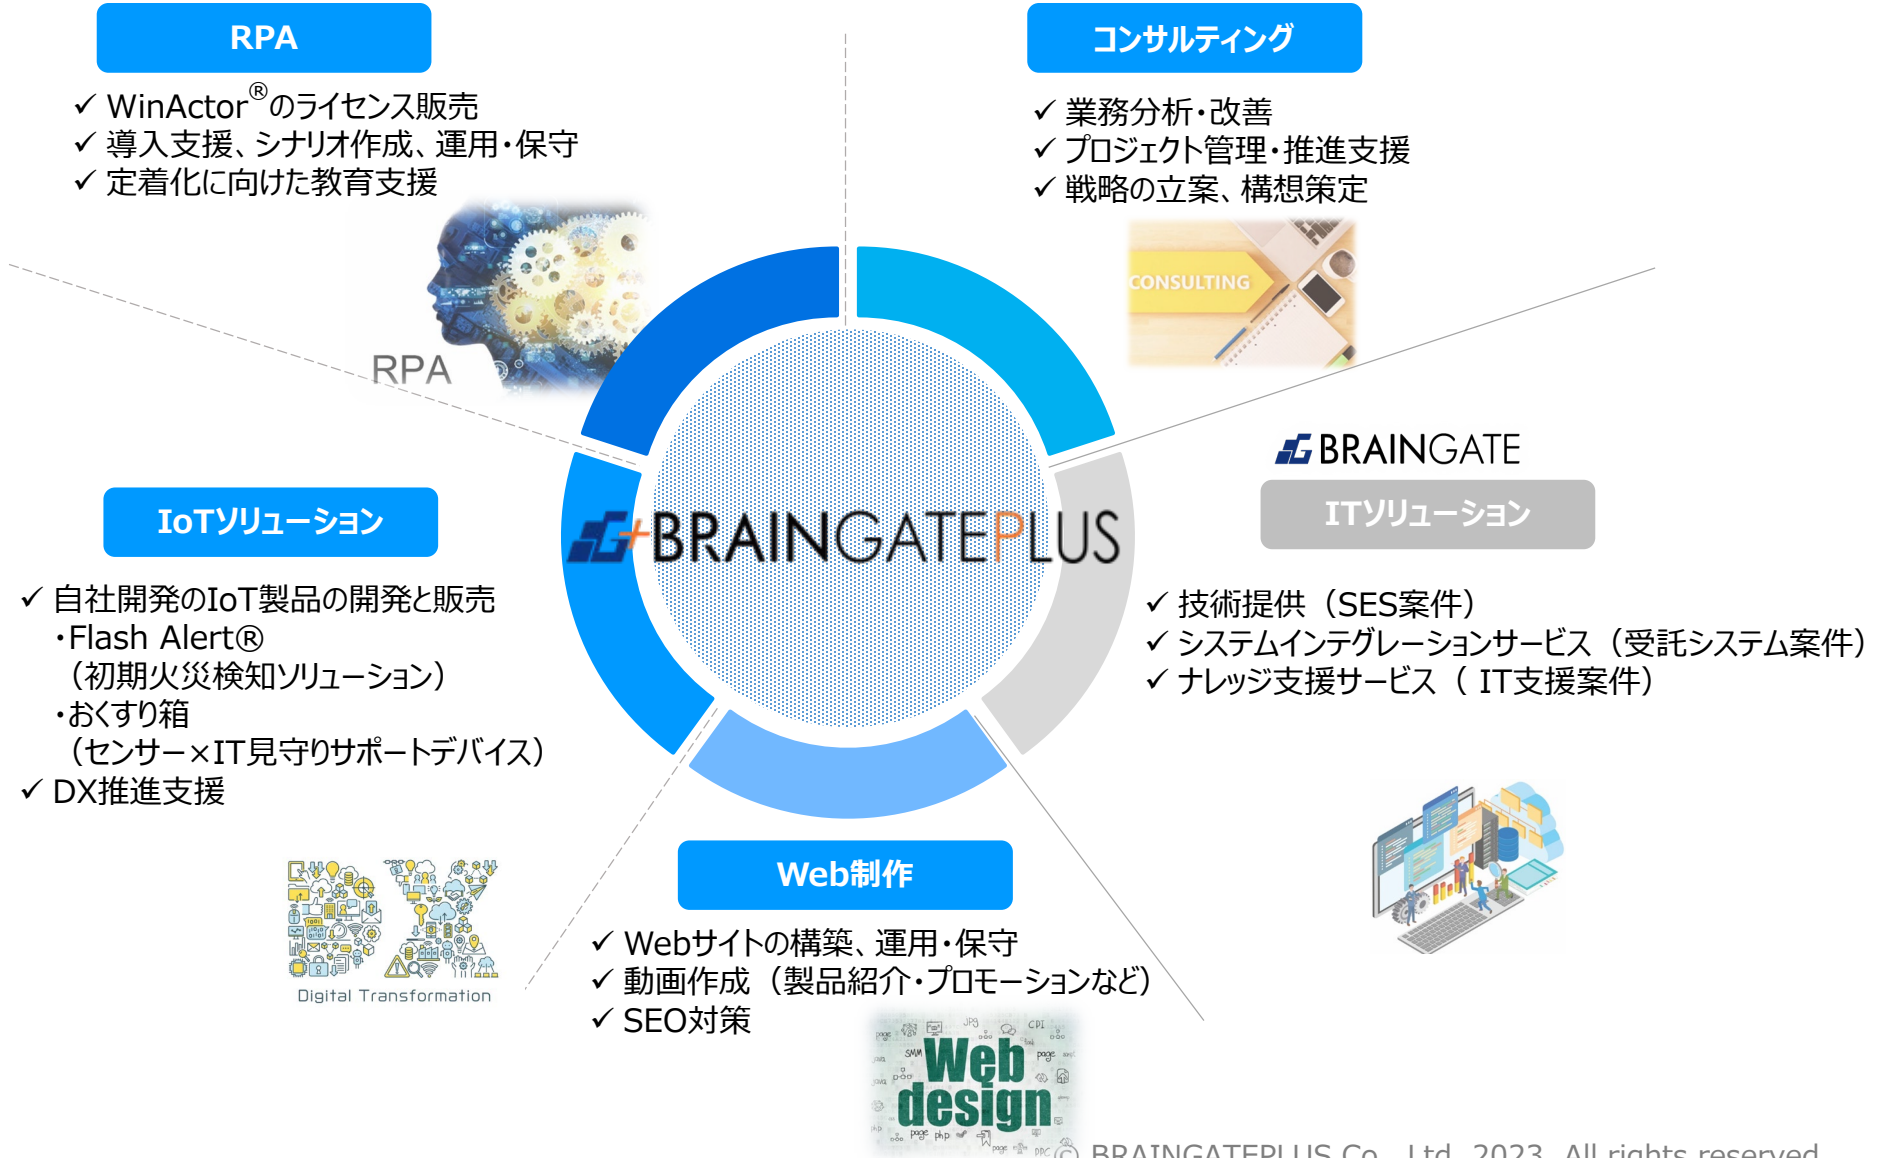 RPA
✓ WinActor®のライセンス販売
✓ 導入支援、シナリオ作成、運用・保守
✓ 定着化に向けた教育支援
RPA
コンサルティング
✓ 業務分析・改善
✓ プロジェクト管理・推進支援
✓ 戦略の立案、構想策定
CONSULTING
BRAINGATE
ITソリューション
✓ 技術提供（SES案件）
✓ システムインテグレーションサービス（受託システム案件）
✓ ナレッジ支援サービス（ IT支援案件）
G+BRAINGATEPLUS
IoTソリューション
✓ 自社開発のIoT製品の開発と販売
・Flash Alert®
（初期火災検知ソリューション）
・おくすり箱
（センサー×IT見守りサポートデバイス）
✓ DX推進支援
DX
Digital Transformation
Web制作
✓ Webサイトの構築、運用・保守
✓ 動画作成（製品紹介・プロモーションなど）
✓ SEO対策
JPG
CPI
page
SMM
page
Web
java
design
php
page php
page
PPC
© BRAINGATEPLUS Co., Ltd. 2023. All rights reserved